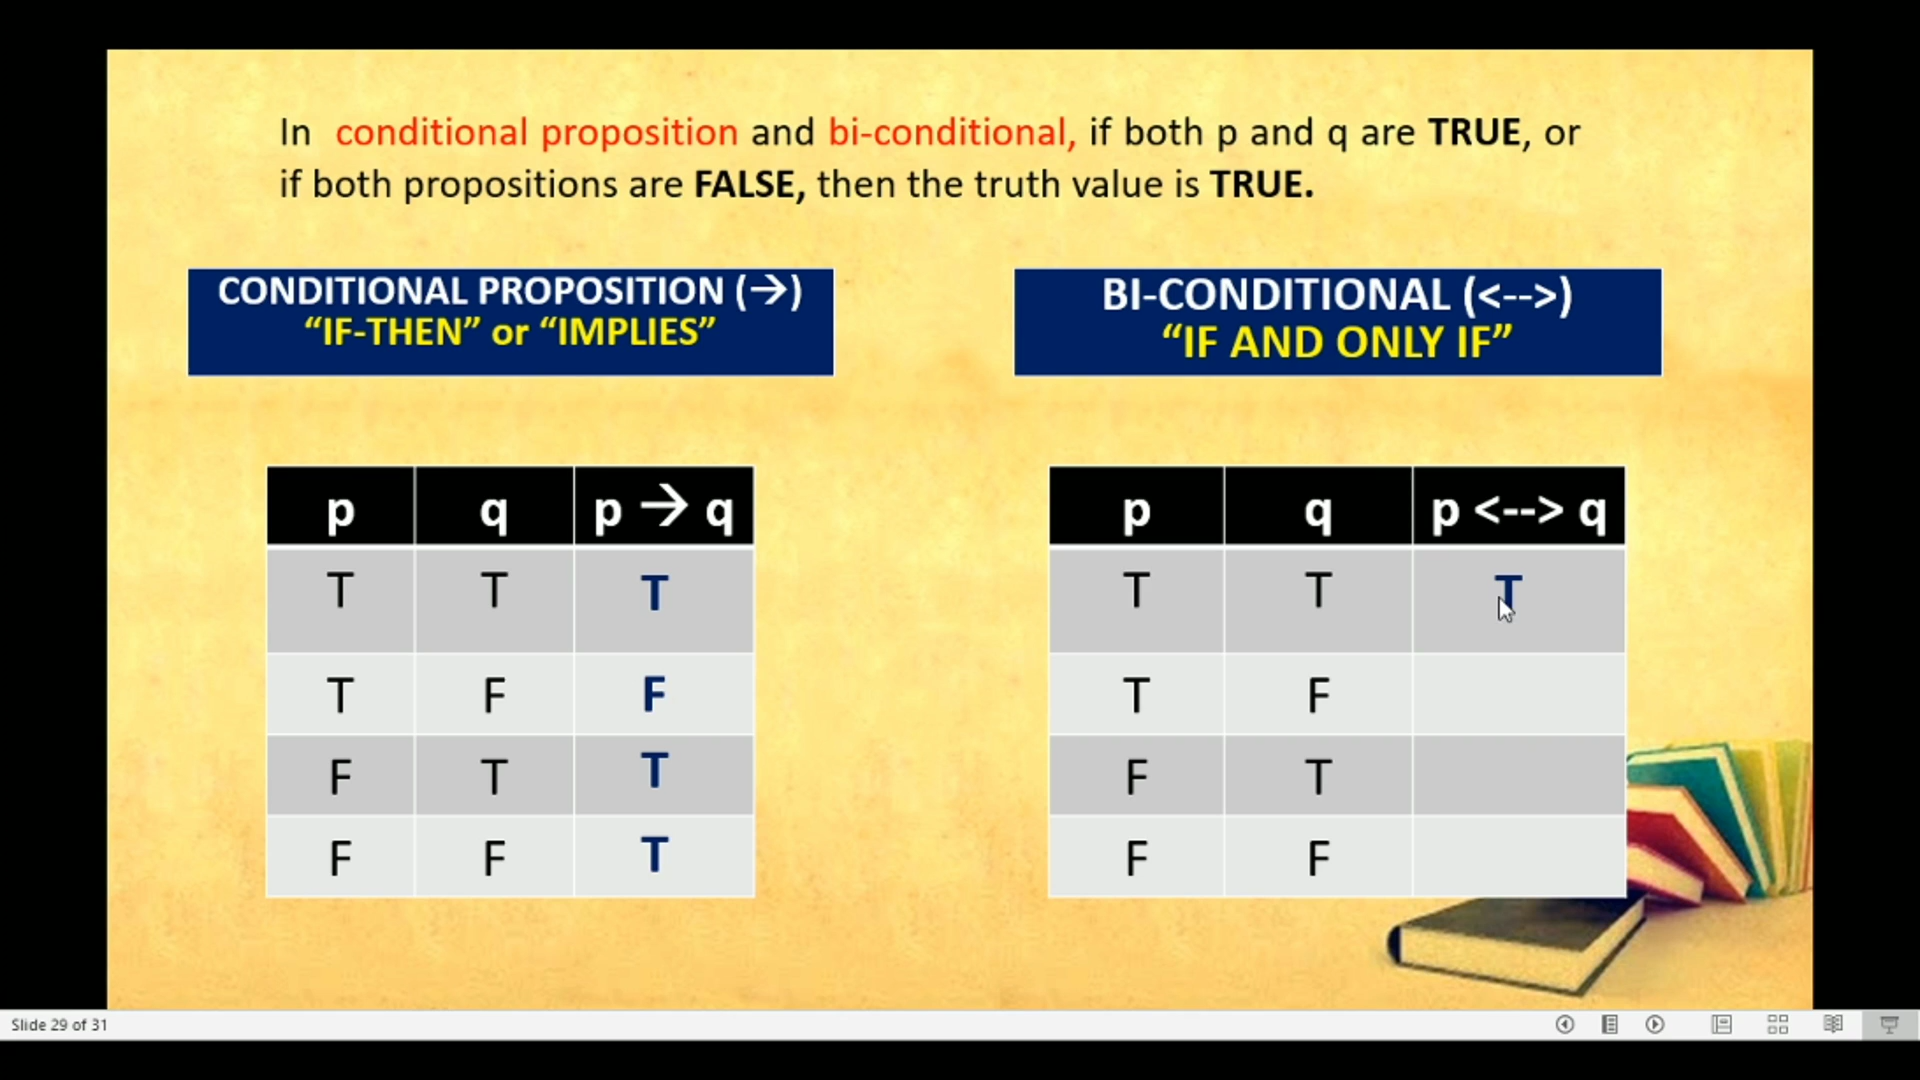 In conditional proposition and bi-conditional, if both p and q are TRUE, or
if both propositions are FALSE, then the truth value is TRUE.
CONDITIONAL PROPOSITION (→)
“IF-THEN” or “IMPLIES”
BI-CONDITIONAL (<-->)
“IF AND ONLY IF”
p q p → q
T T T
T F F
F T T
F F T
p q p <--> q
T T T
T F
F T
F F
Slide 29 of 31